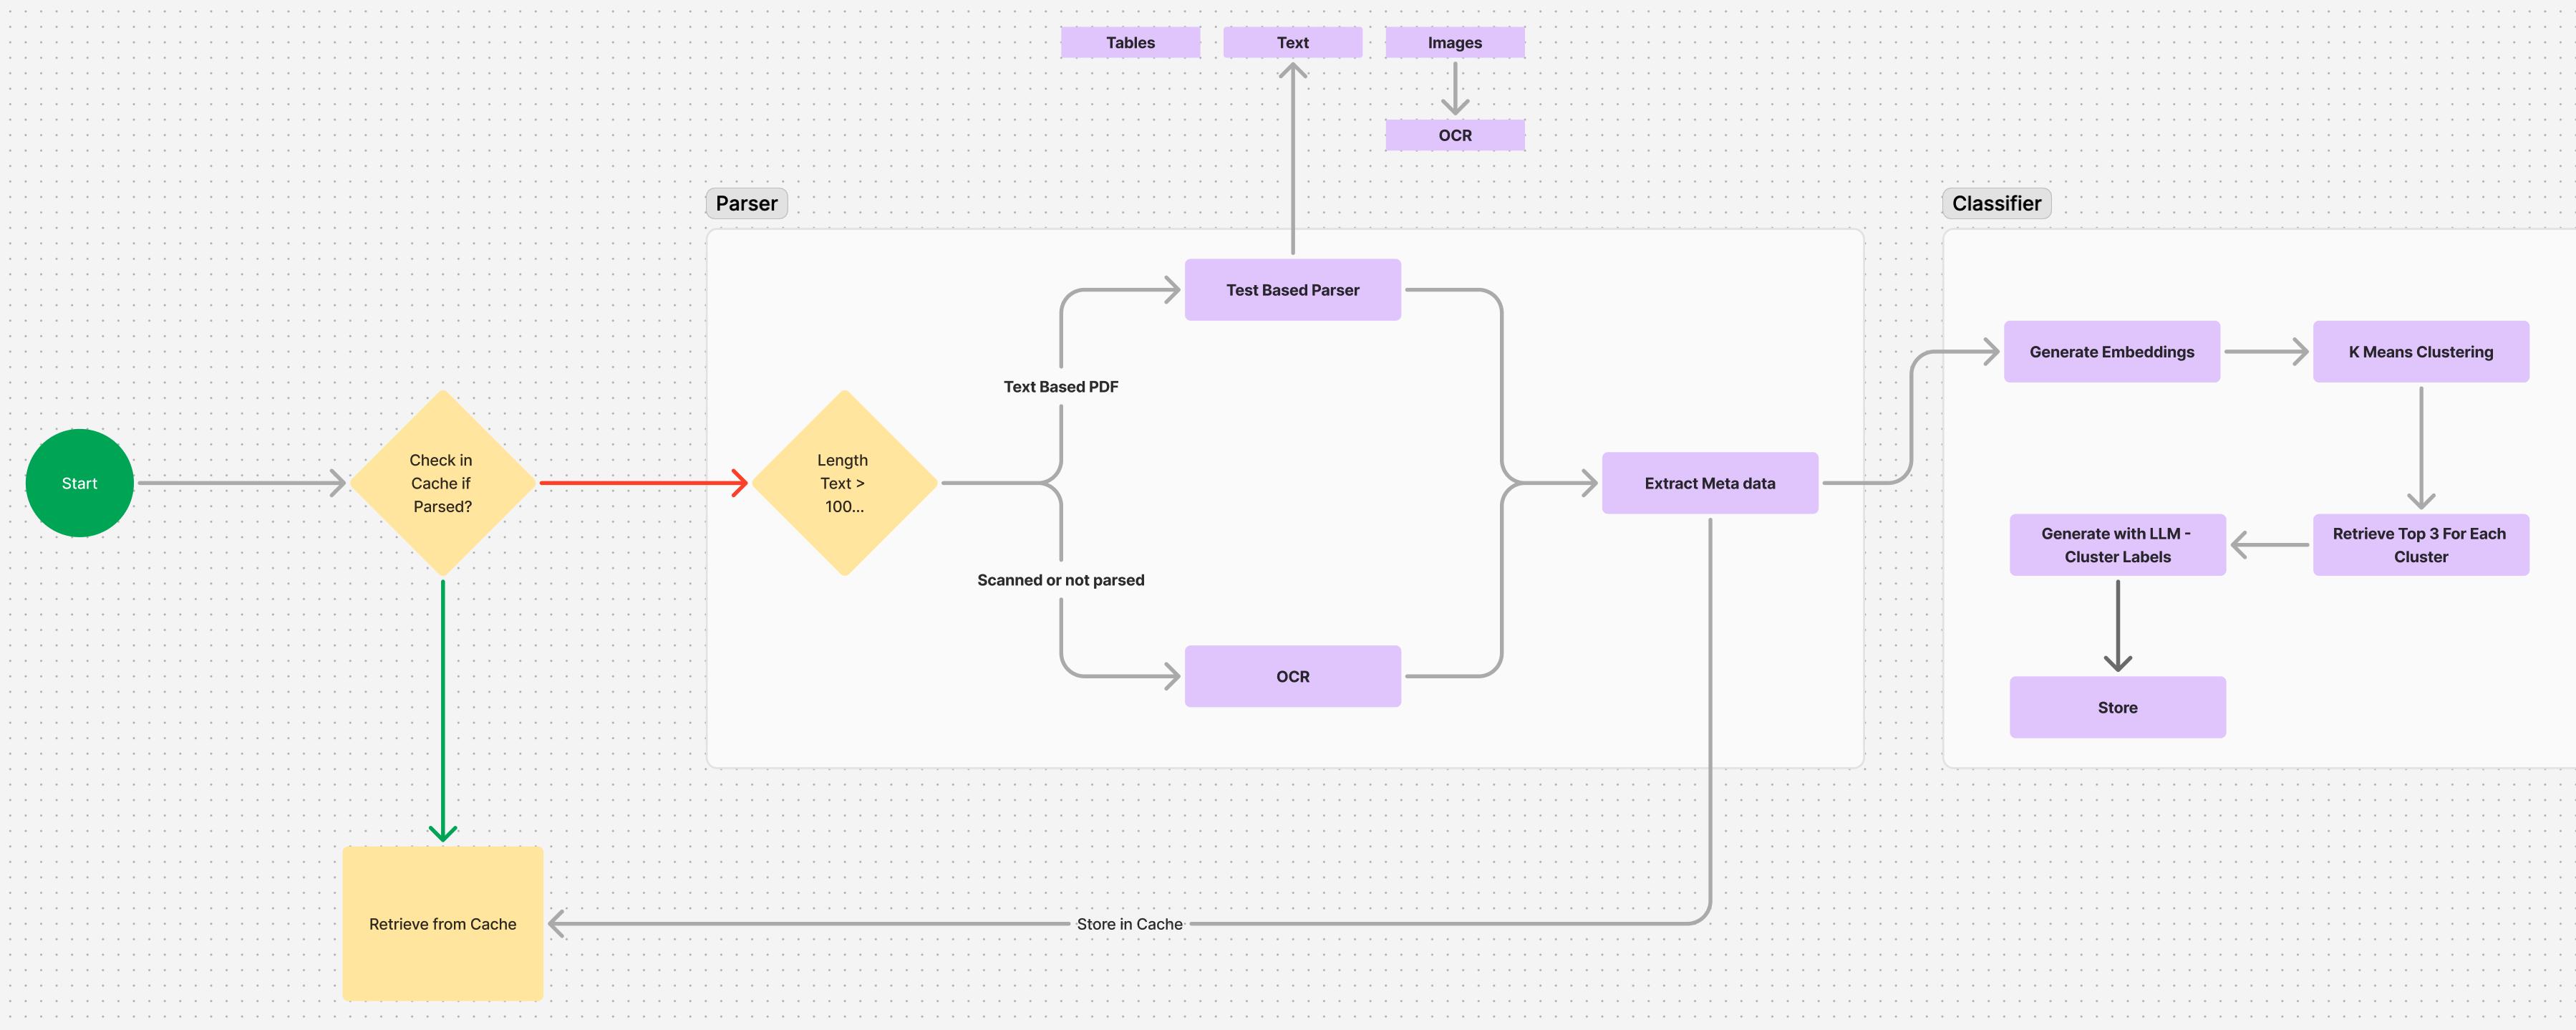 Tables
Text
Images
OCR
Parser
Classifier
Test Based Parser
Generate Embeddings
K Means Clustering
Text Based PDF
Start
Check in
Cache if
Parsed?
Length
Text >
100...
Extract Meta data
Generate with LLM -
Cluster Labels
Retrieve Top 3 For Each
Cluster
Scanned or not parsed
OCR
Store
Retrieve from Cache
Store in Cache